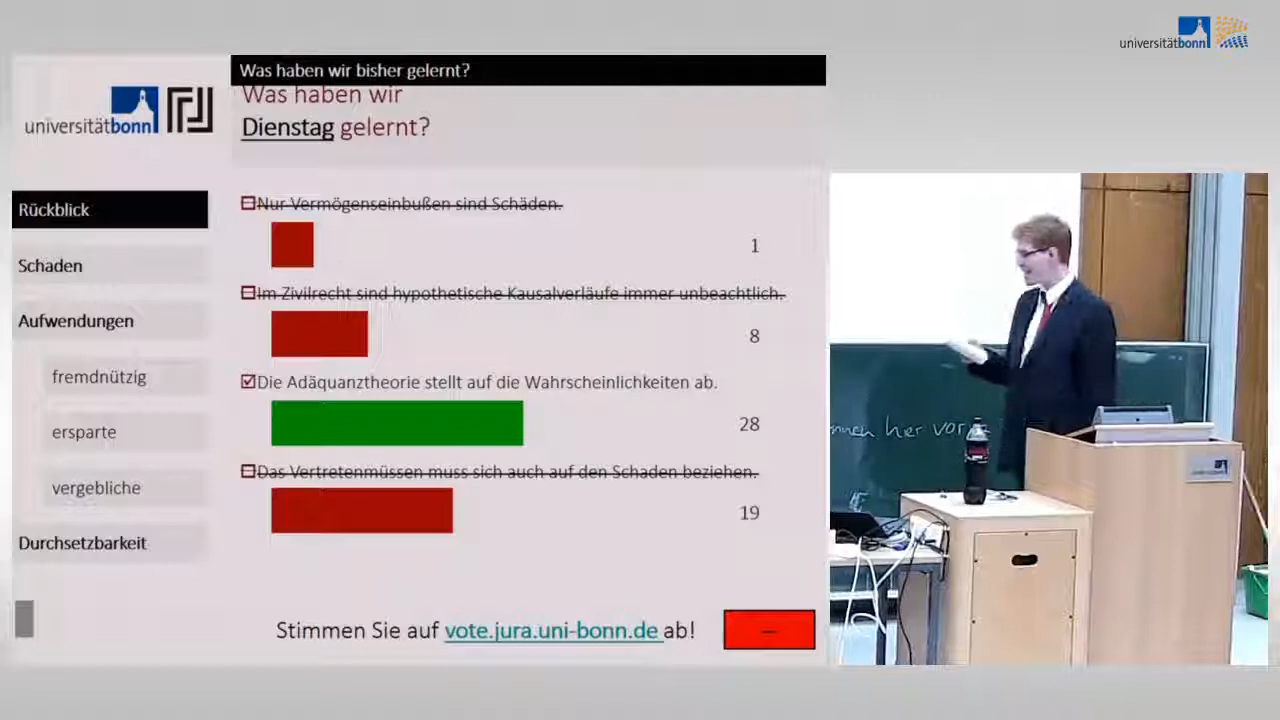 universitätbonn
Was haben wir bisher gelernt?
Was haben wir
Dienstag gelernt?
universitätbonn
Rückblick
Schaden
Aufwendungen
fremdnützig
ersparte
vergebliche
Durchsetzbarkeit
Nur Vermögenseinbußen sind Schäden.
1
Im Zivilrecht sind hypothetische Kausalverläufe immer unbeachtlich.
8
Die Adäquanztheorie stellt auf die Wahrscheinlichkeiten ab.
28
Das Vertretenmüssen muss sich auch auf den Schaden beziehen.
19
Stimmen Sie auf vote.jura.uni-bonn.de ab!
hier